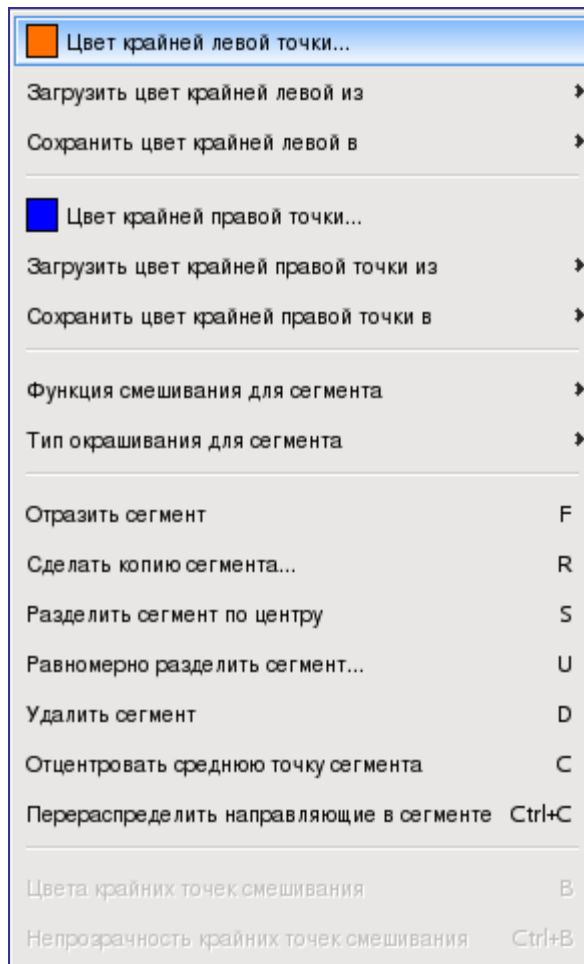 Цвет крайней левой точки...
Загрузить цвет крайней левой из
Сохранить цвет крайней левой в
Цвет крайней правой точки...
Загрузить цвет крайней правой точки из
Сохранить цвет крайней правой точки в
Функция смешивания для сегмента
Тип окрашивания для сегмента
Отразить сегмент F
Сделать копию сегмента... R
Разделить сегмент по центру S
Равномерно разделить сегмент... U
Удалить сегмент D
Отцентровать среднюю точку сегмента C
Перераспределить направляющие в сегменте Ctrl+C
Цвета крайних точек смешивания B
Непрозрачность крайних точек смешивания Ctrl+B